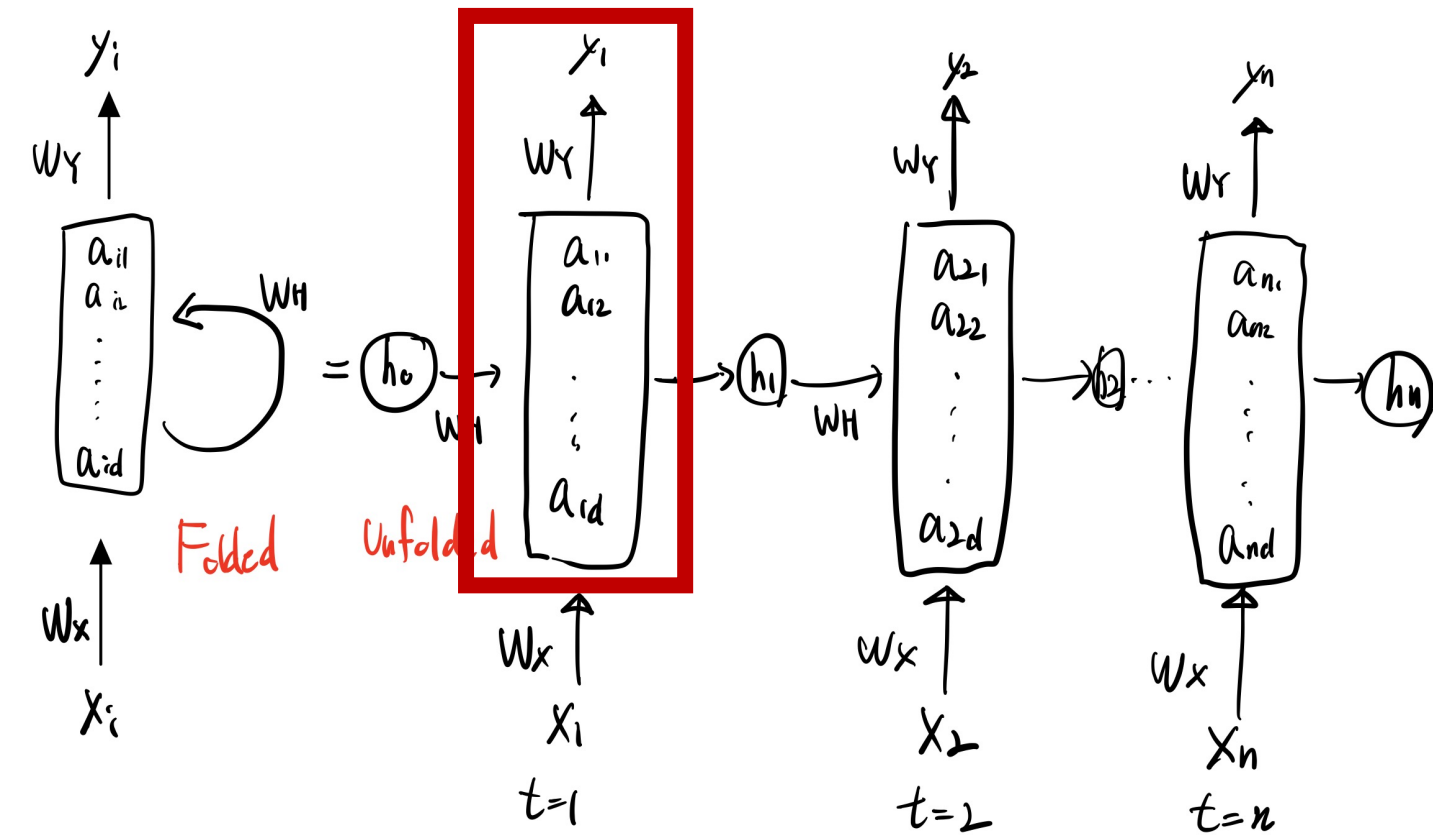 yi
WY
ai1
ai2
aid
WH
Folded
Wx
Xi
=
h0
WH
Unfolded
y1
WY
a11
a12
a1d
Wx
X1
t=1
h1
WH
y2
WY
a21
a22
a2d
Wx
X2
t=2
h2
yn
WY
an1
an2
and
Wx
Xn
t=n
hn